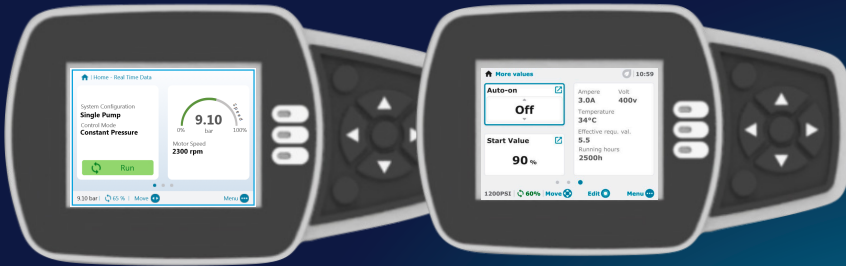 Home - Real Time Data
System Configuration
Single Pump
Control Mode
Constant Pressure
Run
9.10
bar
0%
100%
Speed
Motor Speed
2300 rpm
9.10 bar
65 %
Move
Menu
More values
10:59
Auto-on
Off
Start Value
90 %
Ampere Volt
3.0A 400v
Temperature
34°C
Effective requ. val.
5.5
Running hours
2500h
1200PSI
60%
Move
Edit
Menu